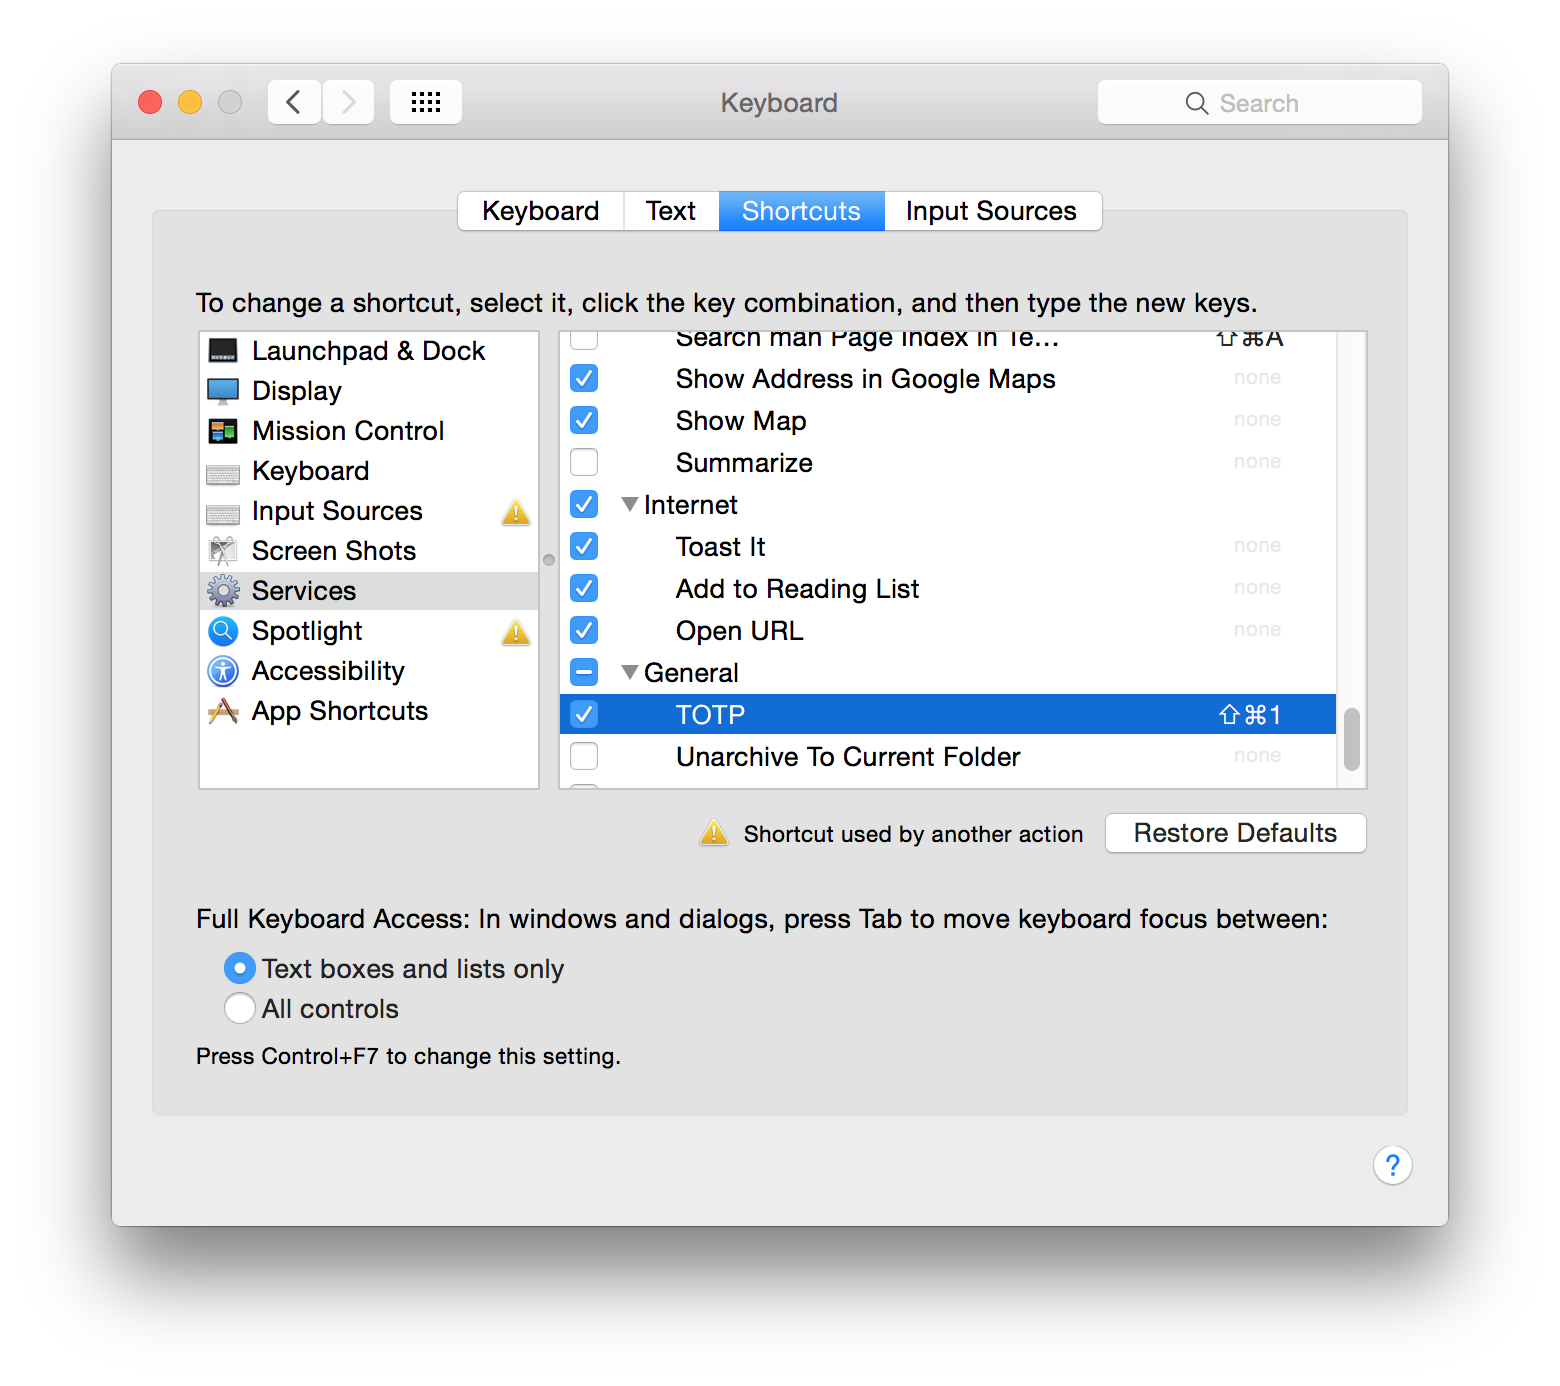 Keyboard
Search
Keyboard
Text
Shortcuts
Input Sources
To change a shortcut, select it, click the key combination, and then type the new keys.
Launchpad & Dock
Display
Mission Control
Keyboard
Input Sources
Screen Shots
Services
Spotlight
Accessibility
App Shortcuts
Search man Page Index in Te… ⇧⌘A
Show Address in Google Maps none
Show Map none
Summarize none
Internet
Toast It none
Add to Reading List none
Open URL none
General
TOTP ⇧⌘1
Unarchive To Current Folder none
Shortcut used by another action
Restore Defaults
Full Keyboard Access: In windows and dialogs, press Tab to move keyboard focus between:
Text boxes and lists only
All controls
Press Control+F7 to change this setting.
?